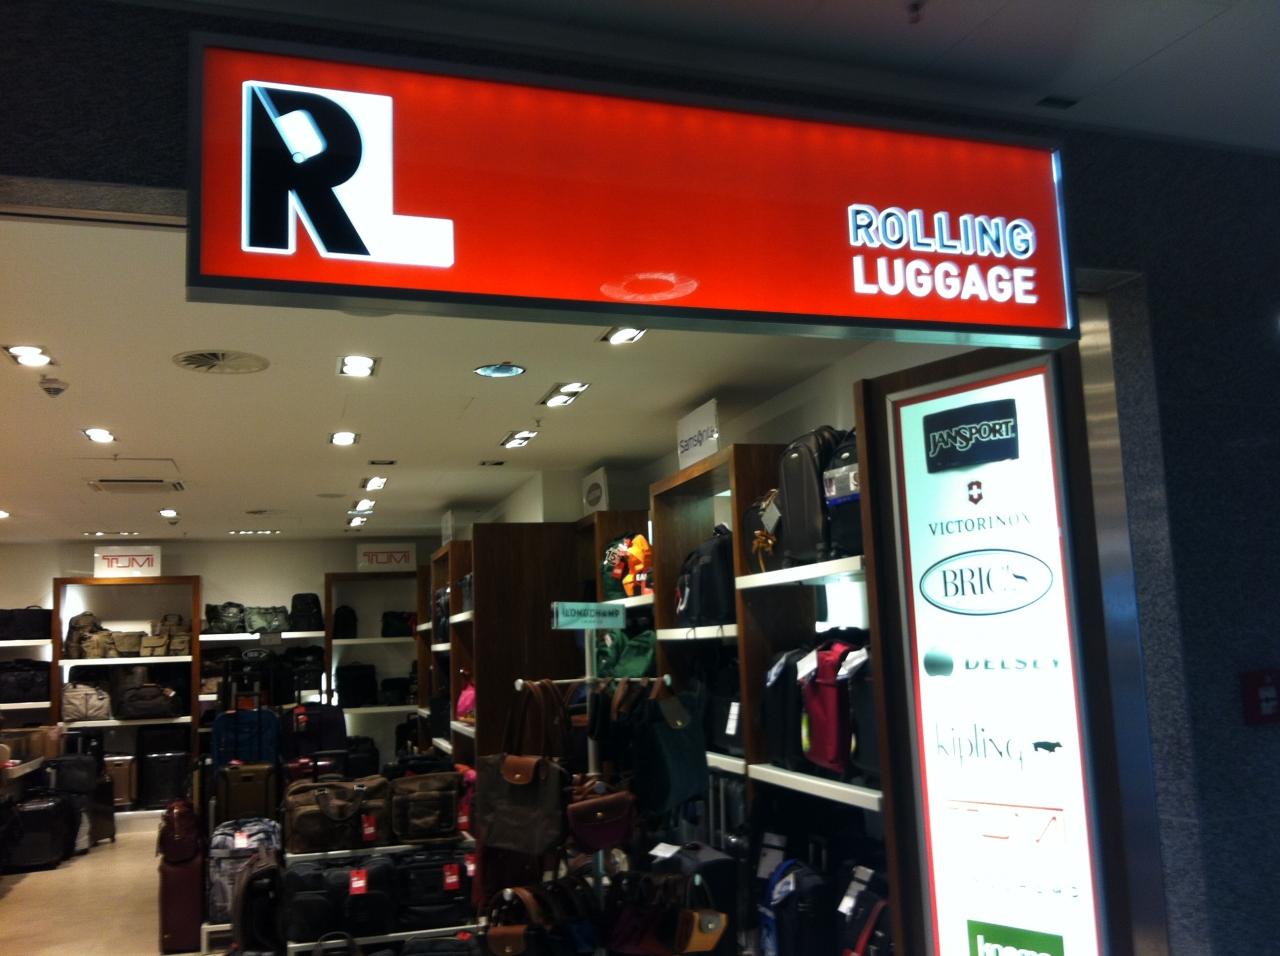 RL
ROLLING
LUGGAGE
JANSPORT
VICTORINOX
BRIC'S
DELSEY
kipling
Samsonite
TUMI
TUMI
LONGCHAMP